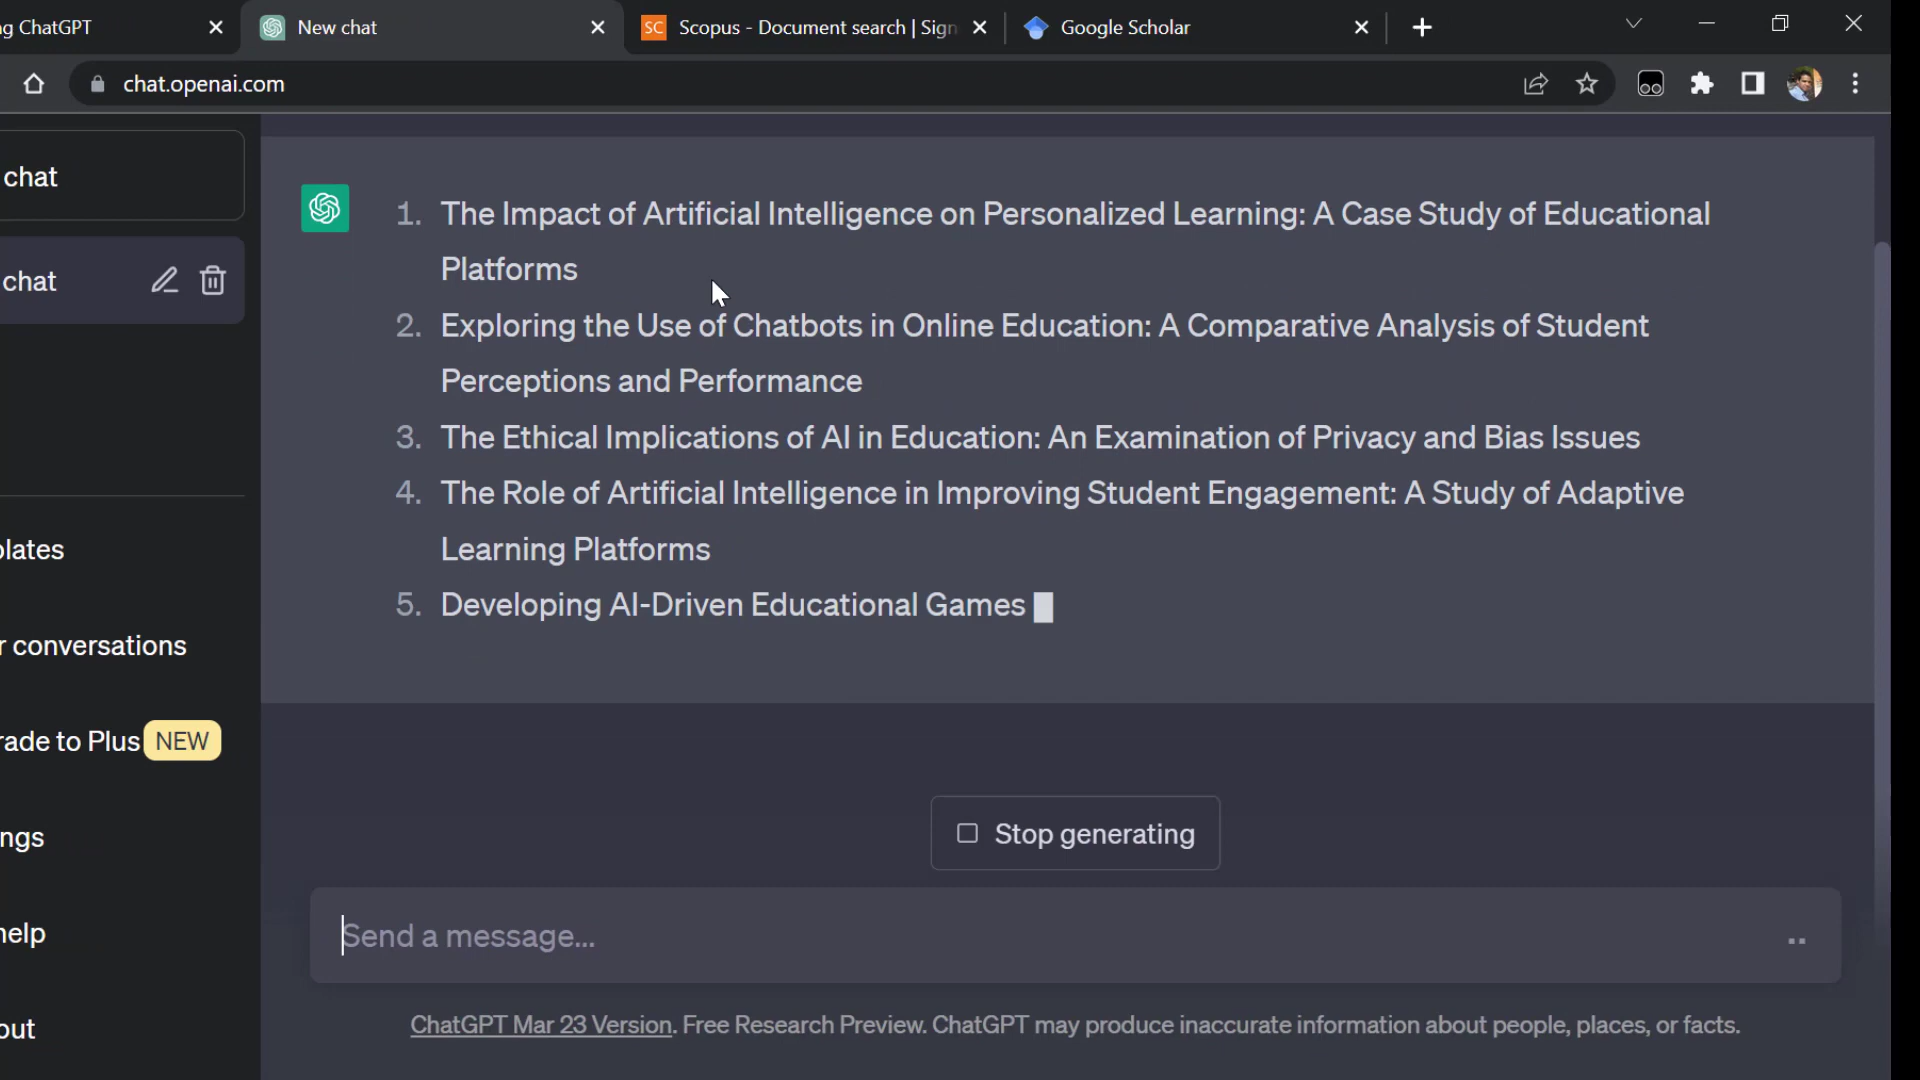 g ChatGPT
New chat
SC Scopus - Document search | Sign
Google Scholar
chat.openai.com
chat
chat
1. The Impact of Artificial Intelligence on Personalized Learning: A Case Study of Educational
Platforms
2. Exploring the Use of Chatbots in Online Education: A Comparative Analysis of Student
Perceptions and Performance
3. The Ethical Implications of AI in Education: An Examination of Privacy and Bias Issues
4. The Role of Artificial Intelligence in Improving Student Engagement: A Study of Adaptive
Learning Platforms
5. Developing AI-Driven Educational Games
plates
r conversations
rade to Plus NEW
ngs
help
out
Stop generating
Send a message...
ChatGPT Mar 23 Version. Free Research Preview. ChatGPT may produce inaccurate information about people, places, or facts.